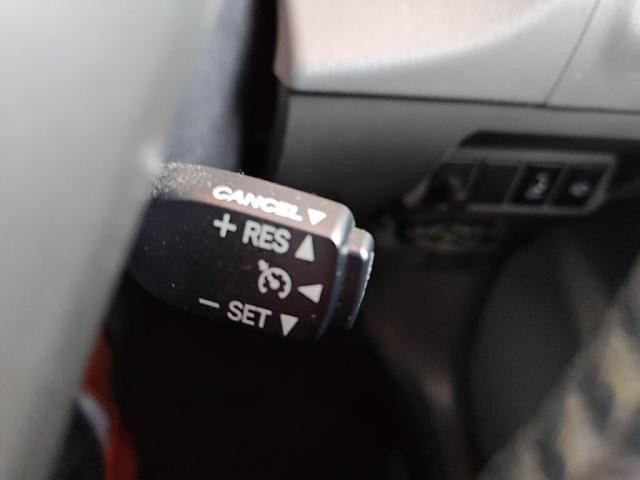 CANCEL ▼
+ RES ▲
◀
− SET ▼